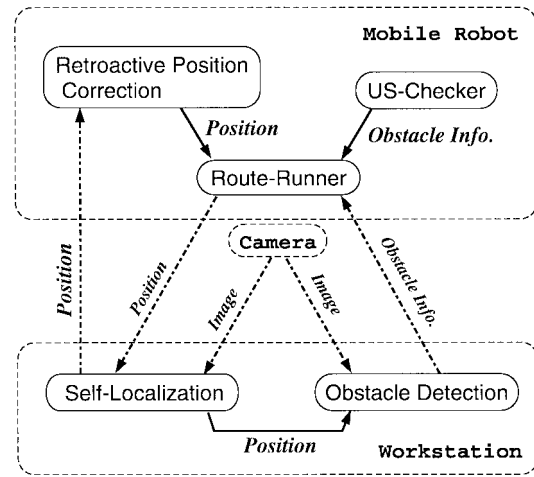 Mobile Robot
Retroactive Position
Correction
US-Checker
Position
Obstacle Info.
Route-Runner
Camera
Position
Position
Image
Image
Obstacle Info.
Self-Localization
Obstacle Detection
Position
Workstation